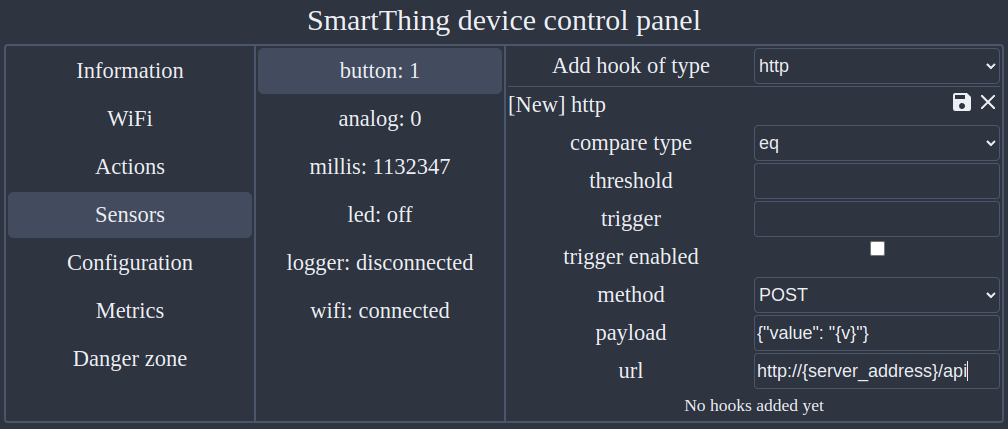 SmartThing device control panel
Information
WiFi
Actions
Sensors
Configuration
Metrics
Danger zone
button: 1
analog: 0
millis: 1132347
led: off
logger: disconnected
wifi: connected
Add hook of type http
[New] http
compare type eq
threshold
trigger
trigger enabled
method POST
payload {"value": "{v}"}
url http://{server_address}/api
No hooks added yet